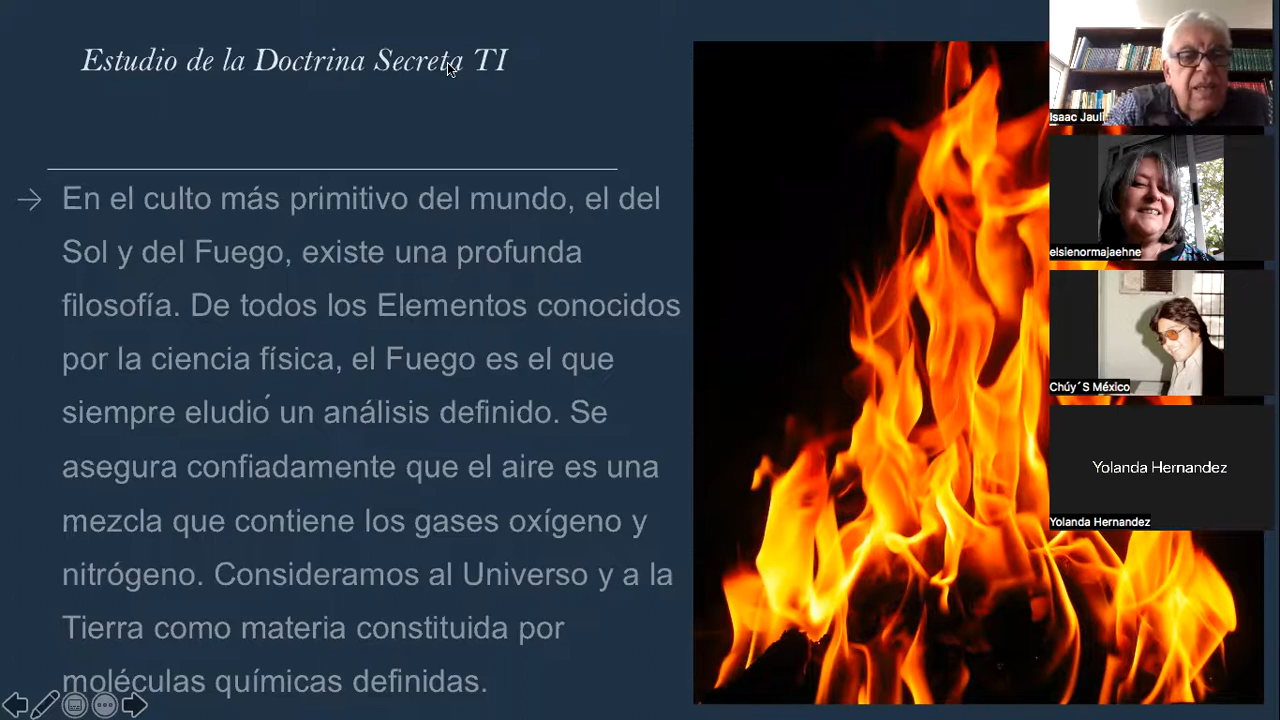 Estudio de la Doctrina Secreta TI
En el culto más primitivo del mundo, el del
Sol y del Fuego, existe una profunda
filosofía. De todos los Elementos conocidos
por la ciencia física, el Fuego es el que
siempre eludió un análisis definido. Se
asegura confiadamente que el aire es una
mezcla que contiene los gases oxígeno y
nitrógeno. Consideramos al Universo y a la
Tierra como materia constituida por
moléculas químicas definidas.
Isaac Jauli
elsienormajaehne
Chúy´S México
Yolanda Hernandez
Yolanda Hernandez